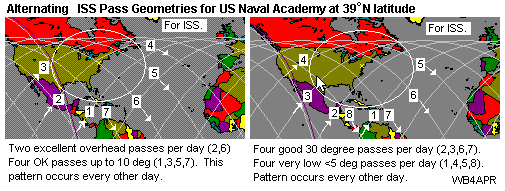 Alternating ISS Pass Geometries for US Naval Academy at 39°N latitude
For ISS.
4
3
5
2
6
1
7
Two excellent overhead passes per day (2,6)
Four OK passes up to 10 deg (1,3,5,7). This
pattern occurs every other day.
For ISS.
4
5
3
6
2
8
1
7
Four good 30 degree passes per day (2,3,6,7).
Four very low <5 deg passes per day (1,4,5,8).
Pattern occurs every other day.
WB4APR